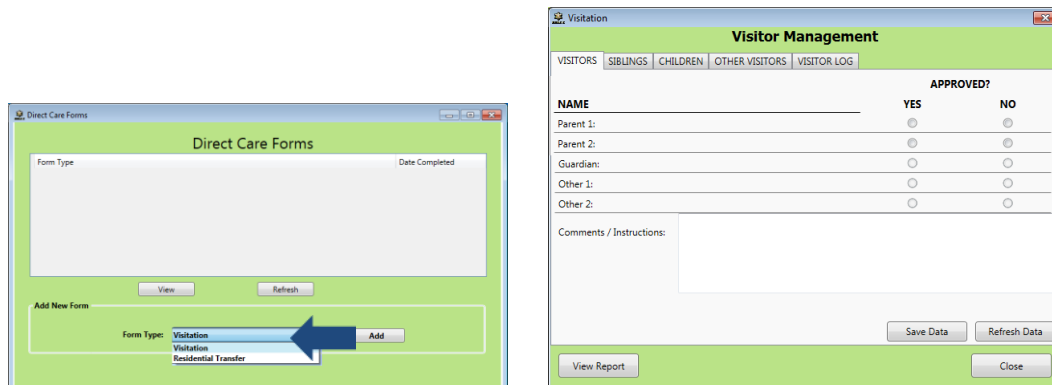 Direct Care Forms
Direct Care Forms
Form Type Date Completed
View Refresh
Add New Form
Form Type: Visitation Add
Visitation
Residential Transfer
Visitation
Visitor Management
VISITORS SIBLINGS CHILDREN OTHER VISITORS VISITOR LOG
APPROVED?
NAME YES NO
Parent 1:
Parent 2:
Guardian:
Other 1:
Other 2:
Comments / Instructions:
Save Data Refresh Data
View Report Close